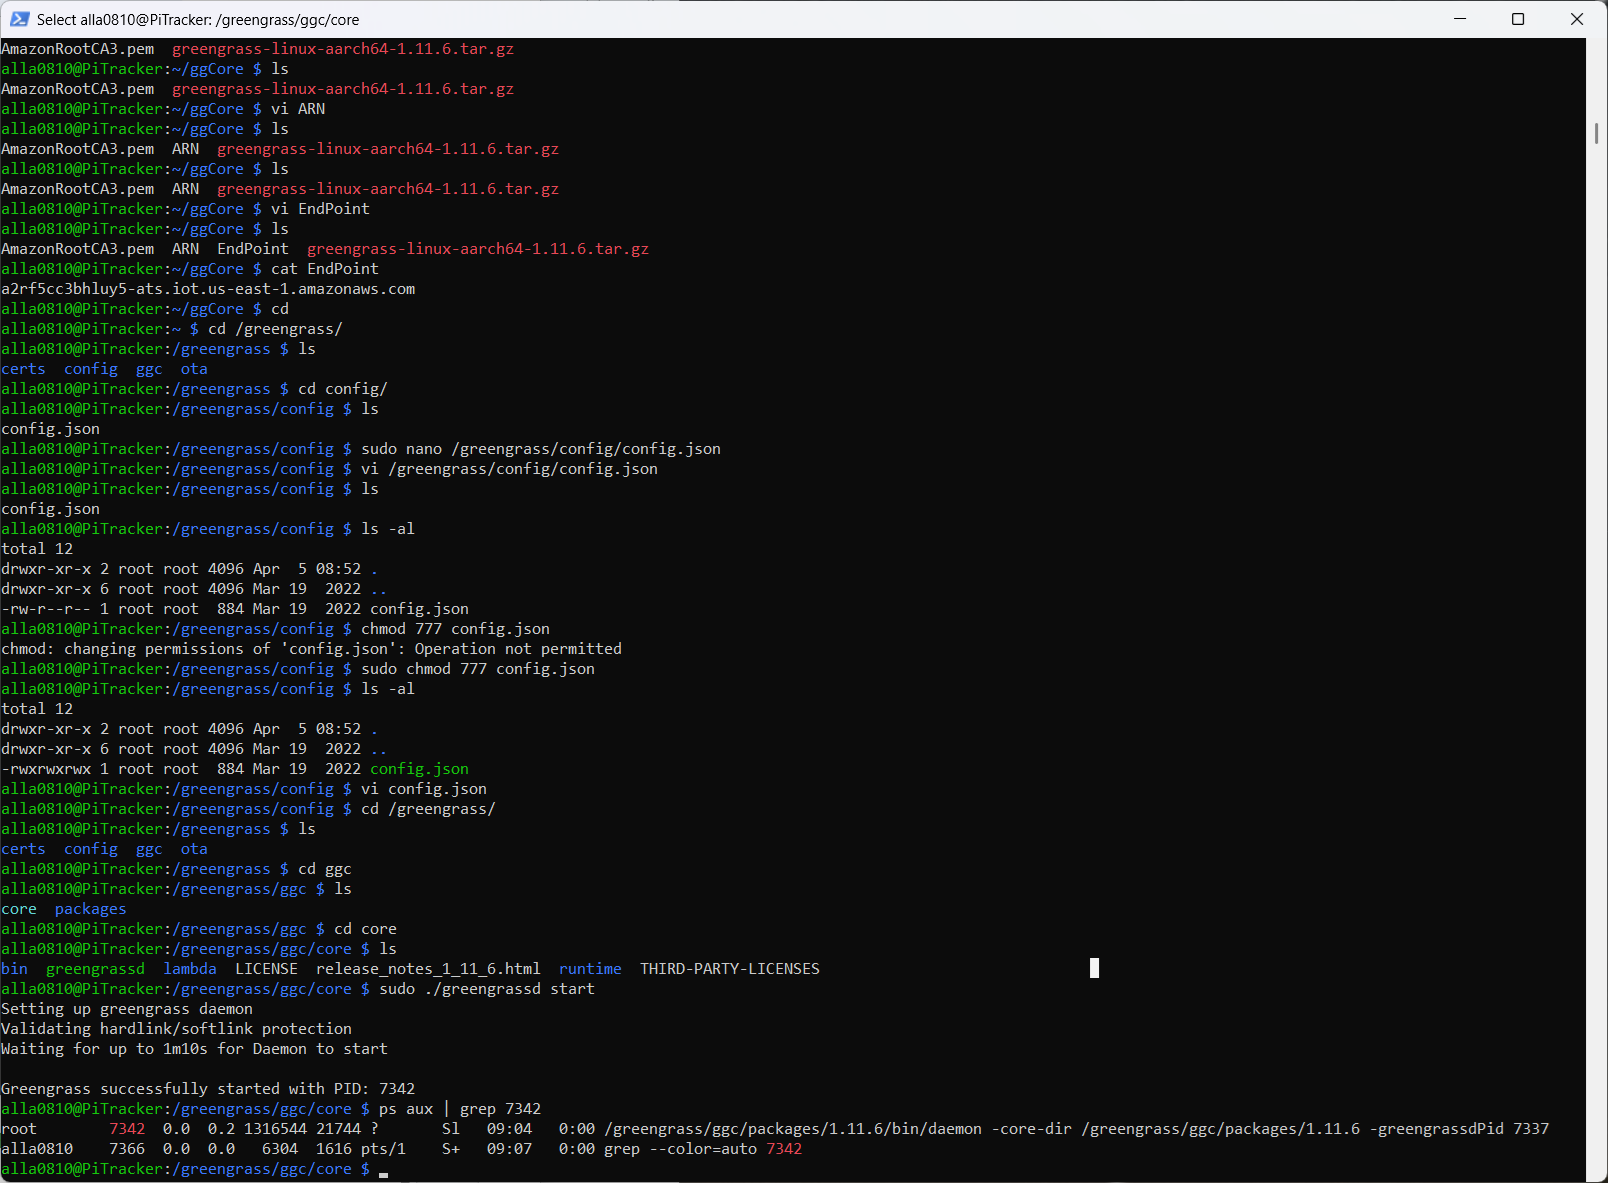 Select alla0810@PiTracker: /greengrass/ggc/core
AmazonRootCA3.pem  greengrass-linux-aarch64-1.11.6.tar.gz
alla0810@PiTracker:~/ggCore $ ls
AmazonRootCA3.pem  greengrass-linux-aarch64-1.11.6.tar.gz
alla0810@PiTracker:~/ggCore $ vi ARN
alla0810@PiTracker:~/ggCore $ ls
AmazonRootCA3.pem  ARN  greengrass-linux-aarch64-1.11.6.tar.gz
alla0810@PiTracker:~/ggCore $ ls
AmazonRootCA3.pem  ARN  greengrass-linux-aarch64-1.11.6.tar.gz
alla0810@PiTracker:~/ggCore $ vi EndPoint
alla0810@PiTracker:~/ggCore $ ls
AmazonRootCA3.pem  ARN  EndPoint  greengrass-linux-aarch64-1.11.6.tar.gz
alla0810@PiTracker:~/ggCore $ cat EndPoint
a2rf5cc3bhluy5-ats.iot.us-east-1.amazonaws.com
alla0810@PiTracker:~/ggCore $ cd
alla0810@PiTracker:~ $ cd /greengrass/
alla0810@PiTracker:/greengrass $ ls
certs  config  ggc  ota
alla0810@PiTracker:/greengrass $ cd config/
alla0810@PiTracker:/greengrass/config $ ls
config.json
alla0810@PiTracker:/greengrass/config $ sudo nano /greengrass/config/config.json
alla0810@PiTracker:/greengrass/config $ vi /greengrass/config/config.json
alla0810@PiTracker:/greengrass/config $ ls
config.json
alla0810@PiTracker:/greengrass/config $ ls -al
total 12
drwxr-xr-x 2 root root 4096 Apr  5 08:52 .
drwxr-xr-x 6 root root 4096 Mar 19  2022 ..
-rw-r--r-- 1 root root  884 Mar 19  2022 config.json
alla0810@PiTracker:/greengrass/config $ chmod 777 config.json
chmod: changing permissions of 'config.json': Operation not permitted
alla0810@PiTracker:/greengrass/config $ sudo chmod 777 config.json
alla0810@PiTracker:/greengrass/config $ ls -al
total 12
drwxr-xr-x 2 root root 4096 Apr  5 08:52 .
drwxr-xr-x 6 root root 4096 Mar 19  2022 ..
-rwxrwxrwx 1 root root  884 Mar 19  2022 config.json
alla0810@PiTracker:/greengrass/config $ vi config.json
alla0810@PiTracker:/greengrass/config $ cd /greengrass/
alla0810@PiTracker:/greengrass $ ls
certs  config  ggc  ota
alla0810@PiTracker:/greengrass $ cd ggc
alla0810@PiTracker:/greengrass/ggc $ ls
core  packages
alla0810@PiTracker:/greengrass/ggc $ cd core
alla0810@PiTracker:/greengrass/ggc/core $ ls
bin  greengrassd  lambda  LICENSE  release_notes_1_11_6.html  runtime  THIRD-PARTY-LICENSES
alla0810@PiTracker:/greengrass/ggc/core $ sudo ./greengrassd start
Setting up greengrass daemon
Validating hardlink/softlink protection
Waiting for up to 1m10s for Daemon to start
Greengrass successfully started with PID: 7342
alla0810@PiTracker:/greengrass/ggc/core $ ps aux | grep 7342
root        7342  0.0  0.2 1316544 21744 ?       Sl   09:04   0:00 /greengrass/ggc/packages/1.11.6/bin/daemon -core-dir /greengrass/ggc/packages/1.11.6 -greengrassdPid 7337
alla0810    7366  0.0  0.0   6304  1616 pts/1    S+   09:07   0:00 grep --color=auto 7342
alla0810@PiTracker:/greengrass/ggc/core $